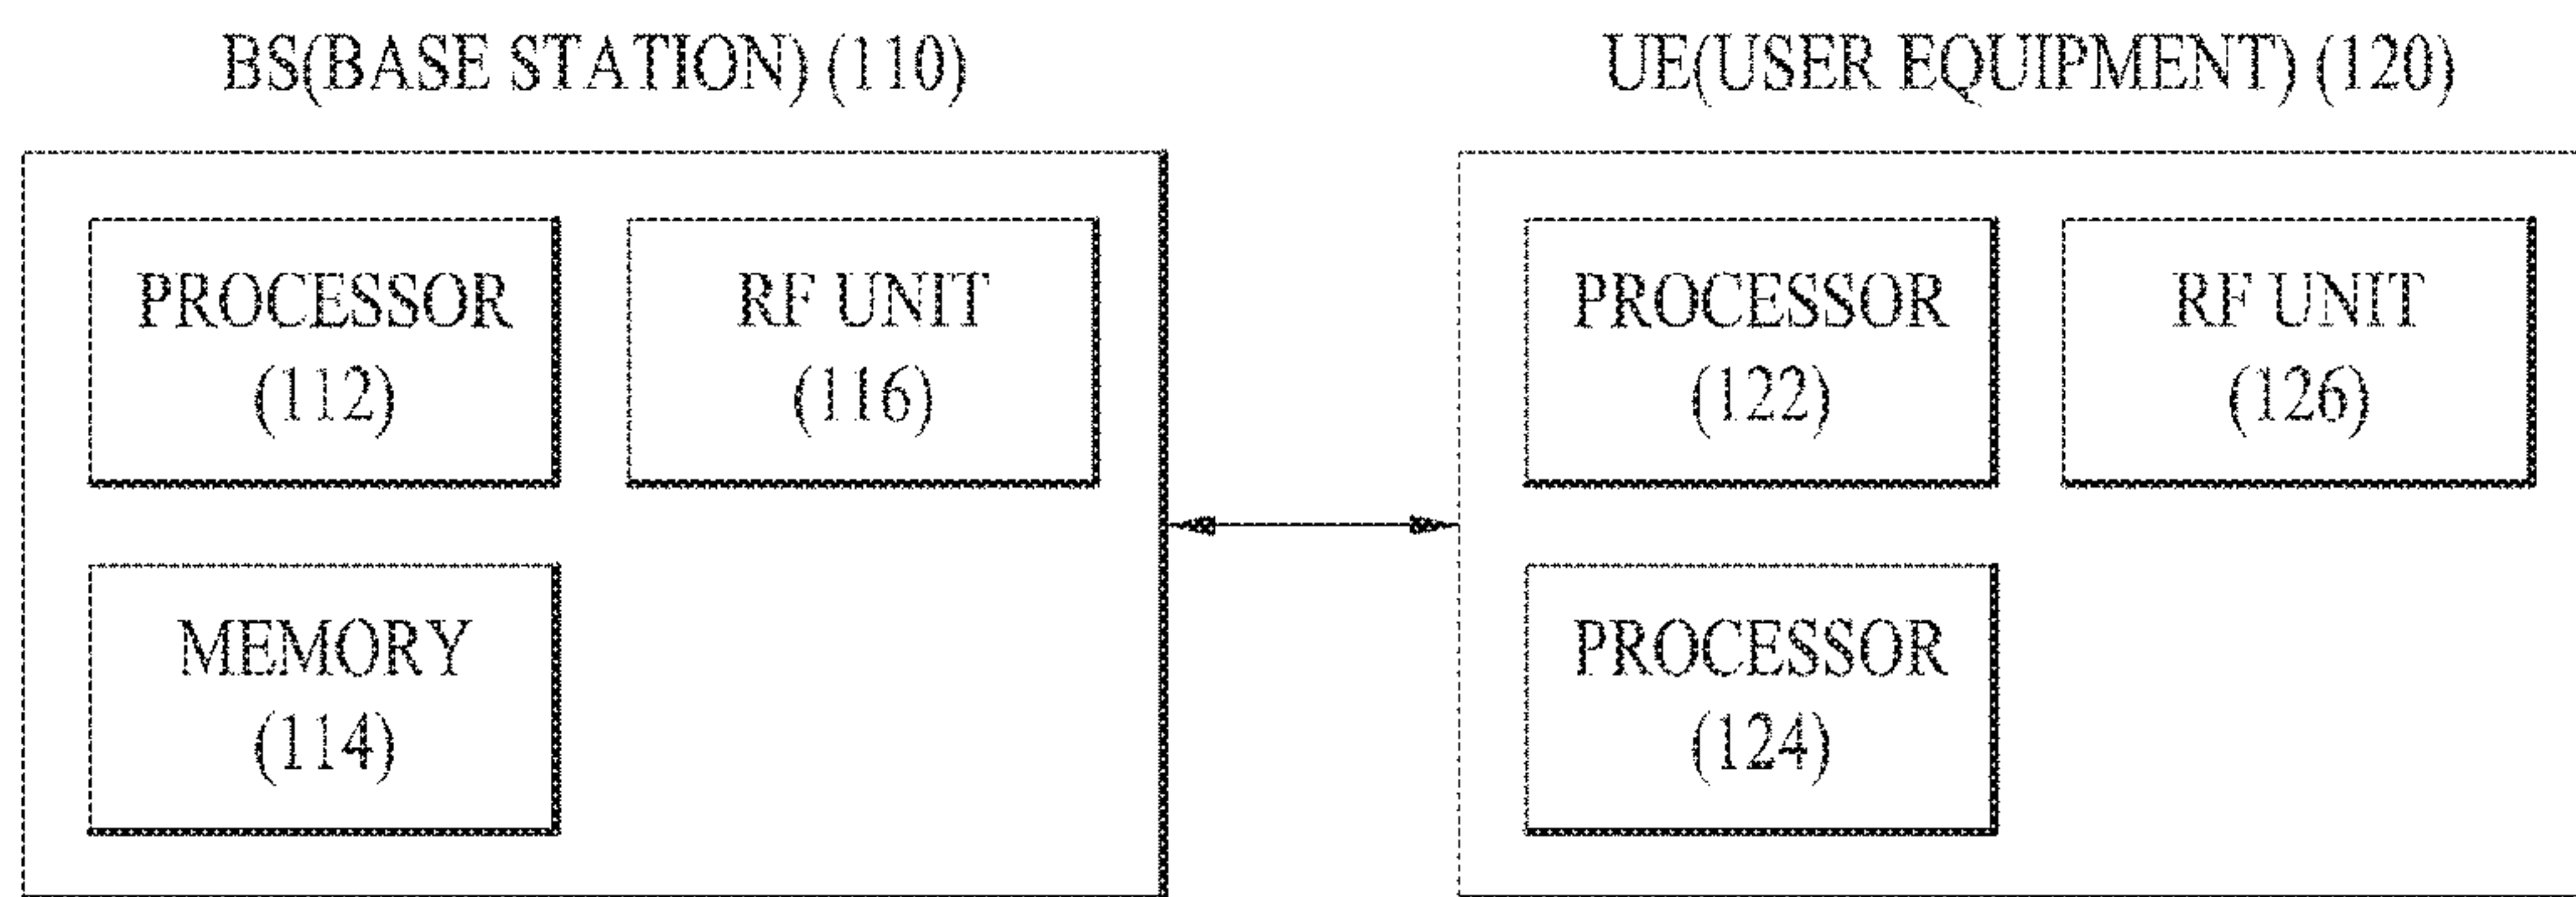 BS(BASE STATION) (110)
PROCESSOR
(112)
RF UNIT
(116)
MEMORY
(114)
UE(USER EQUIPMENT) (120)
PROCESSOR
(122)
RF UNIT
(126)
PROCESSOR
(124)